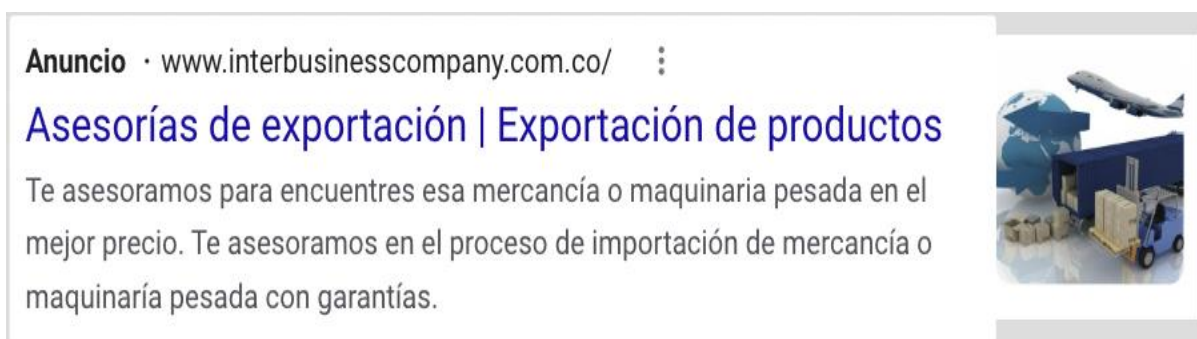 Anuncio · www.interbusinesscompany.com.co/
Asesorías de exportación | Exportación de productos
Te asesoramos para encuentres esa mercancía o maquinaria pesada en el
mejor precio. Te asesoramos en el proceso de importación de mercancía o
maquinaría pesada con garantías.